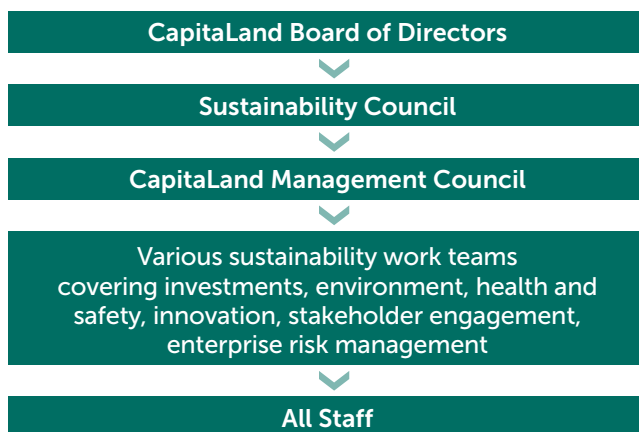 CapitaLand Board of Directors
Sustainability Council
CapitaLand Management Council
Various sustainability work teams
covering investments, environment, health and
safety, innovation, stakeholder engagement,
enterprise risk management
All Staff